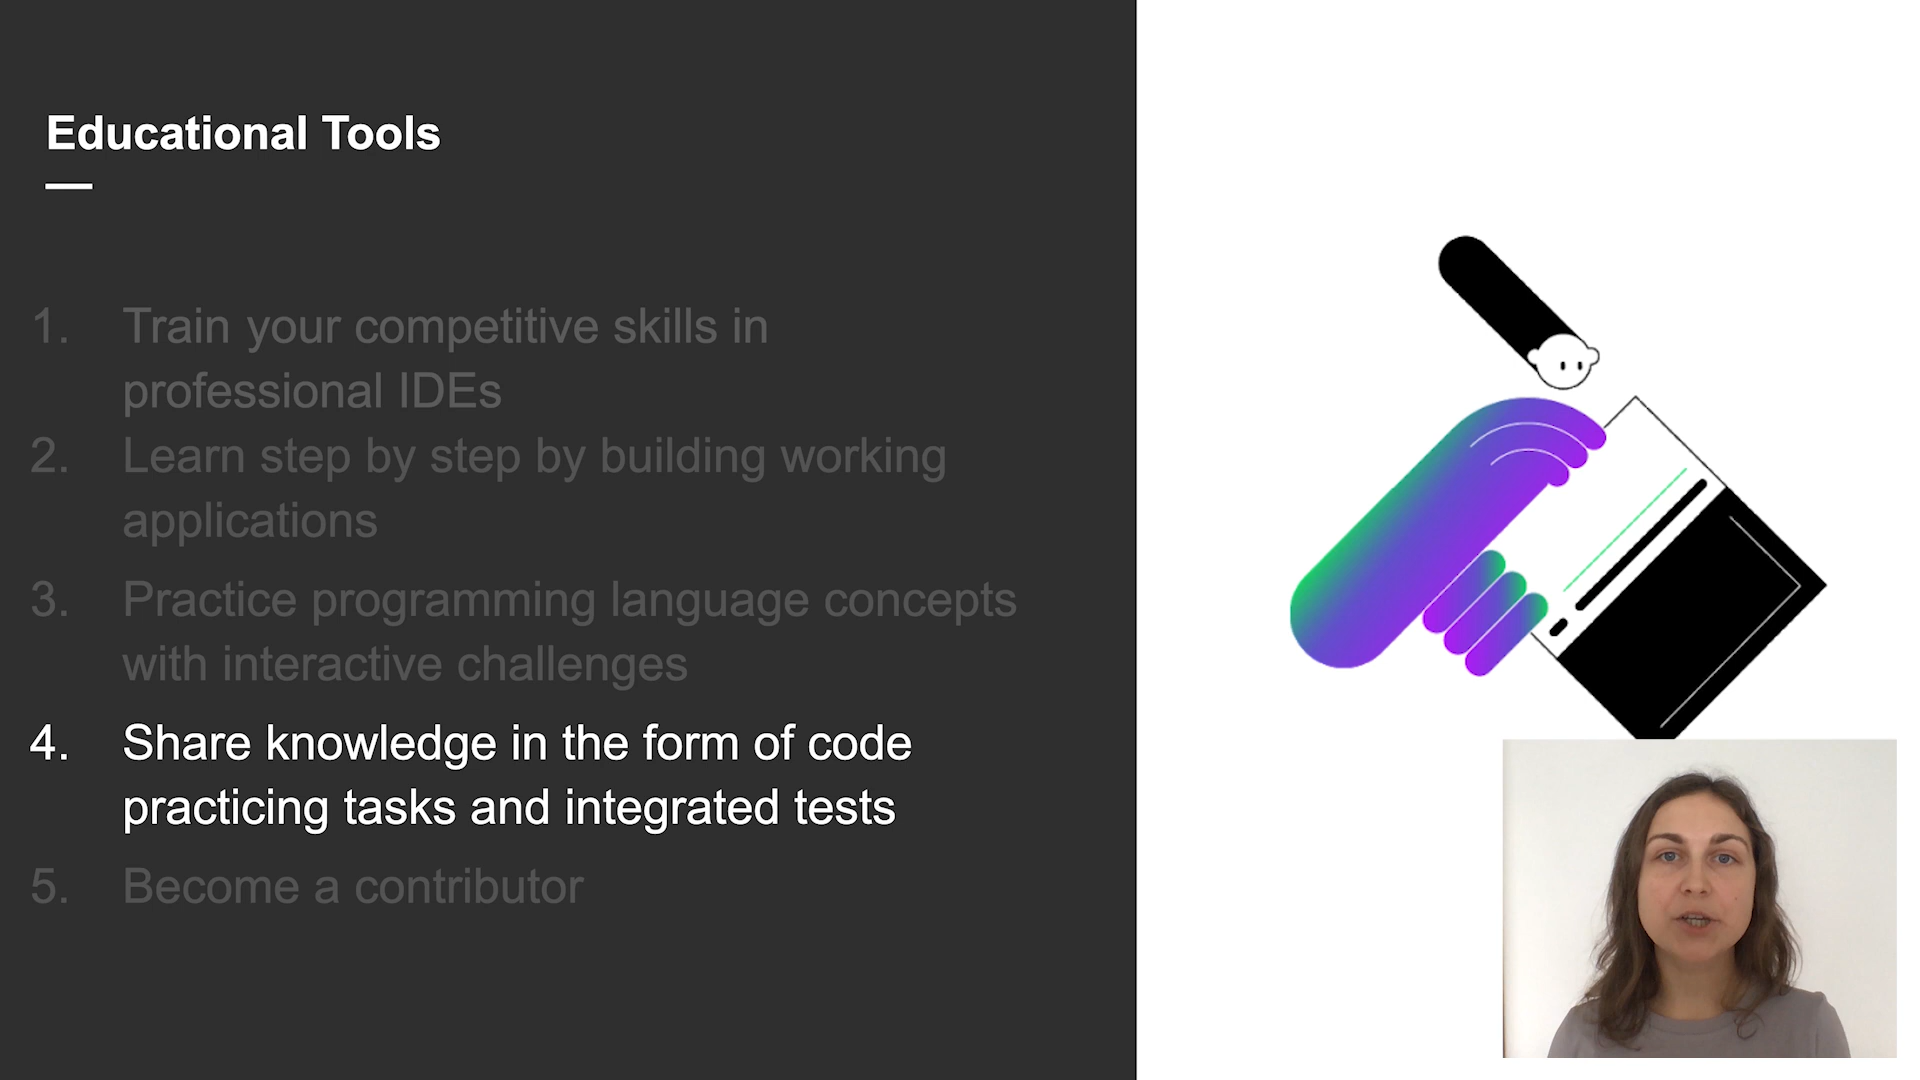 Educational Tools
1. Train your competitive skills in
professional IDEs
2. Learn step by step by building working
applications
3. Practice programming language concepts
with interactive challenges
4. Share knowledge in the form of code
practicing tasks and integrated tests
5. Become a contributor